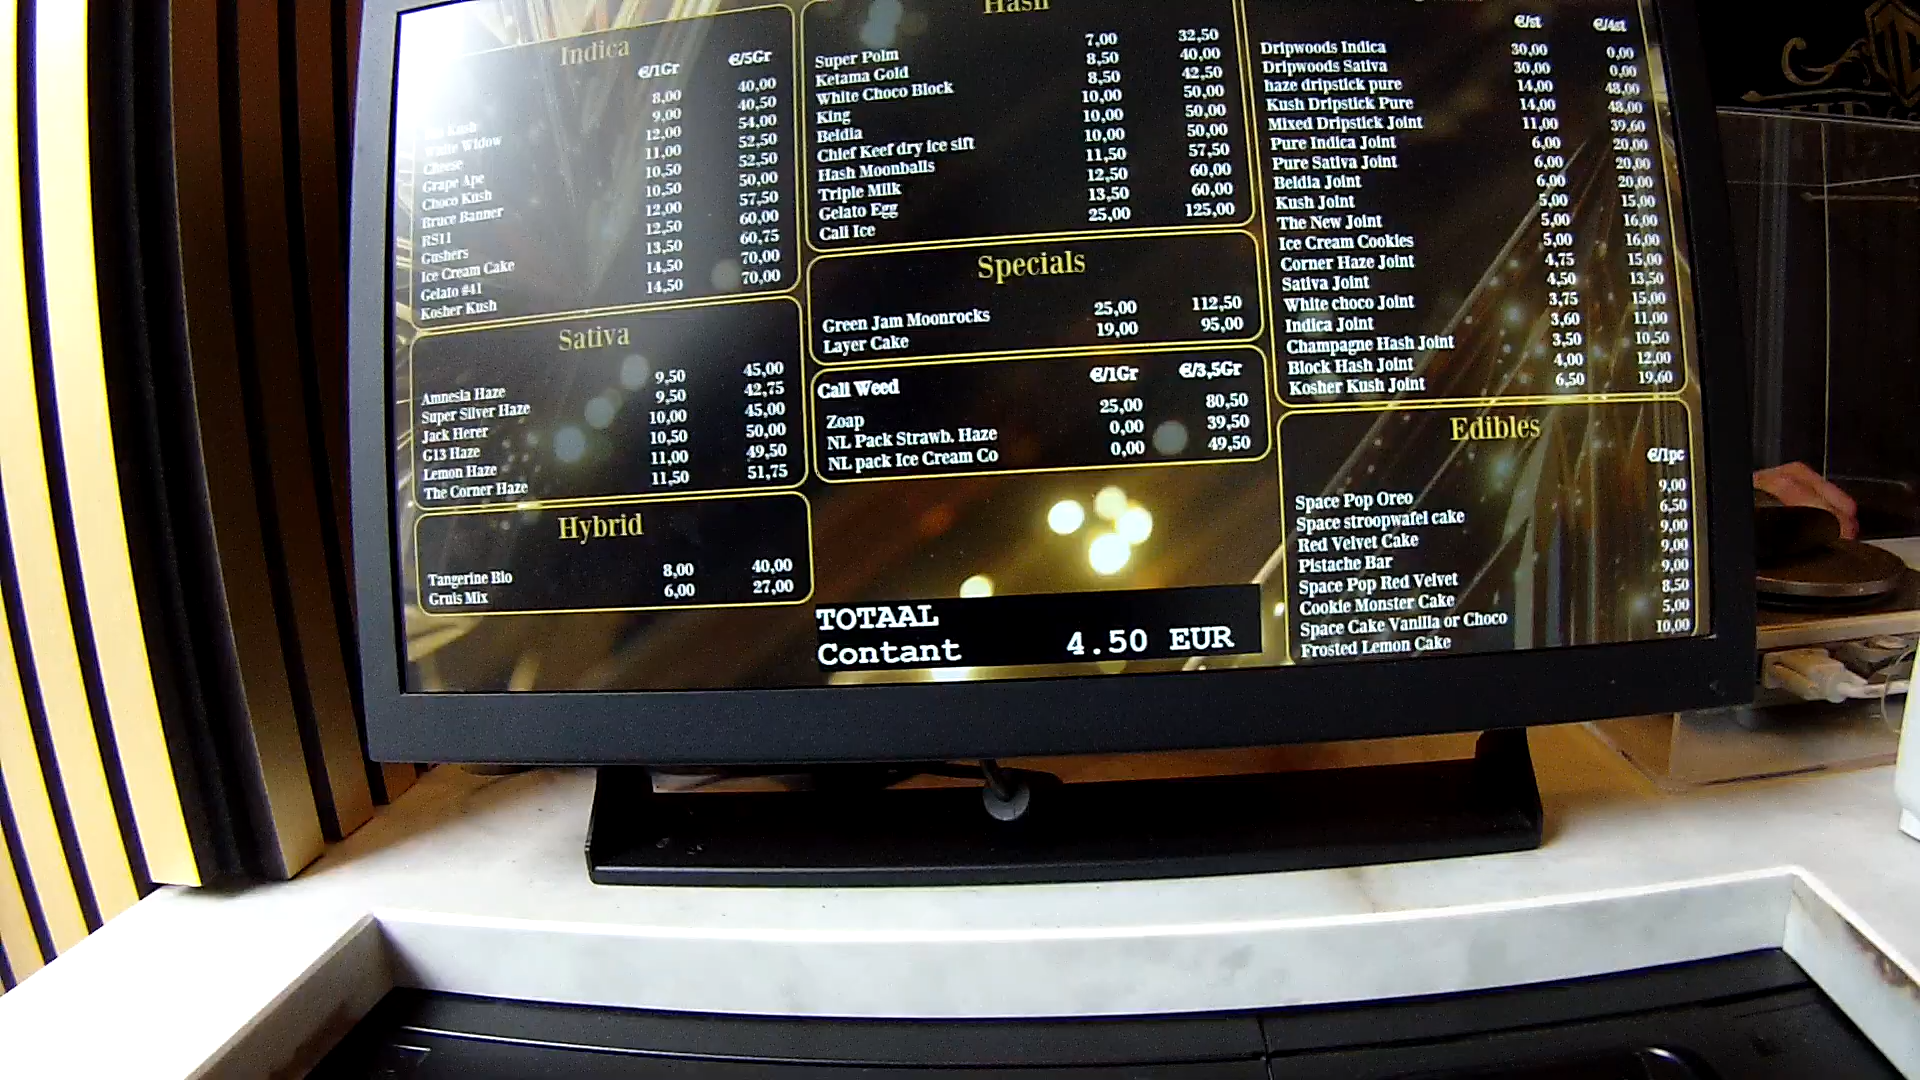 Indica
€/1Gr €/5Gr
Kush 8,00 40,00
White Widow 9,00 40,50
Cheese 12,00 54,00
Grape Ape 11,00 52,50
Choco Kush 10,50 52,50
Bruce Banner 10,50 50,00
RS11 12,00 57,50
Gushers 12,50 60,00
Ice Cream Cake 13,50 60,75
Gelato #41 14,50 70,00
Kosher Kush 14,50 70,00
Sativa
Amnesia Haze 9,50 45,00
Super Silver Haze 9,50 42,75
Jack Herer 10,00 45,00
G13 Haze 10,50 50,00
Lemon Haze 11,00 49,50
The Corner Haze 11,50 51,75
Hybrid
Tangerine Bio 8,00 40,00
Gruis Mix 6,00 27,00
Hash
Super Polm 7,00 32,50
Ketama Gold 8,50 40,00
White Choco Block 8,50 42,50
King 10,00 50,00
Beldia 10,00 50,00
Chief Keef dry ice sift 10,00 50,00
Hash Moonballs 11,50 57,50
Triple Milk 12,50 60,00
Gelato Egg 13,50 60,00
Cali Ice 25,00 125,00
Specials
Green Jam Moonrocks 25,00 112,50
Layer Cake 19,00 95,00
Cali Weed €/1Gr €/3,5Gr
Zoap 25,00 80,50
NL Pack Strawb. Haze 0,00 39,50
NL pack Ice Cream Co 0,00 49,50
TOTAAL
Contant 4.50 EUR
€/st €/4st
Dripwoods Indica 30,00 0,00
Dripwoods Sativa 30,00 0,00
haze dripstick pure 14,00 48,00
Kush Dripstick Pure 14,00 48,00
Mixed Dripstick Joint 11,00 39,60
Pure Indica Joint 6,00 20,00
Pure Sativa Joint 6,00 20,00
Beldia Joint 6,00 20,00
Kush Joint 5,00 15,00
The New Joint 5,00 16,00
Ice Cream Cookies 5,00 16,00
Corner Haze Joint 4,75 15,00
Sativa Joint 4,50 13,50
White choco Joint 3,75 15,00
Indica Joint 3,60 11,00
Champagne Hash Joint 3,50 10,50
Block Hash Joint 4,00 12,00
Kosher Kush Joint 6,50 19,60
Edibles
€/1pc
Space Pop Oreo 9,00
Space stroopwafel cake 6,50
Red Velvet Cake 9,00
Pistache Bar 9,00
Space Pop Red Velvet 9,00
Cookie Monster Cake 8,50
Space Cake Vanilla or Choco 5,00
Frosted Lemon Cake 10,00